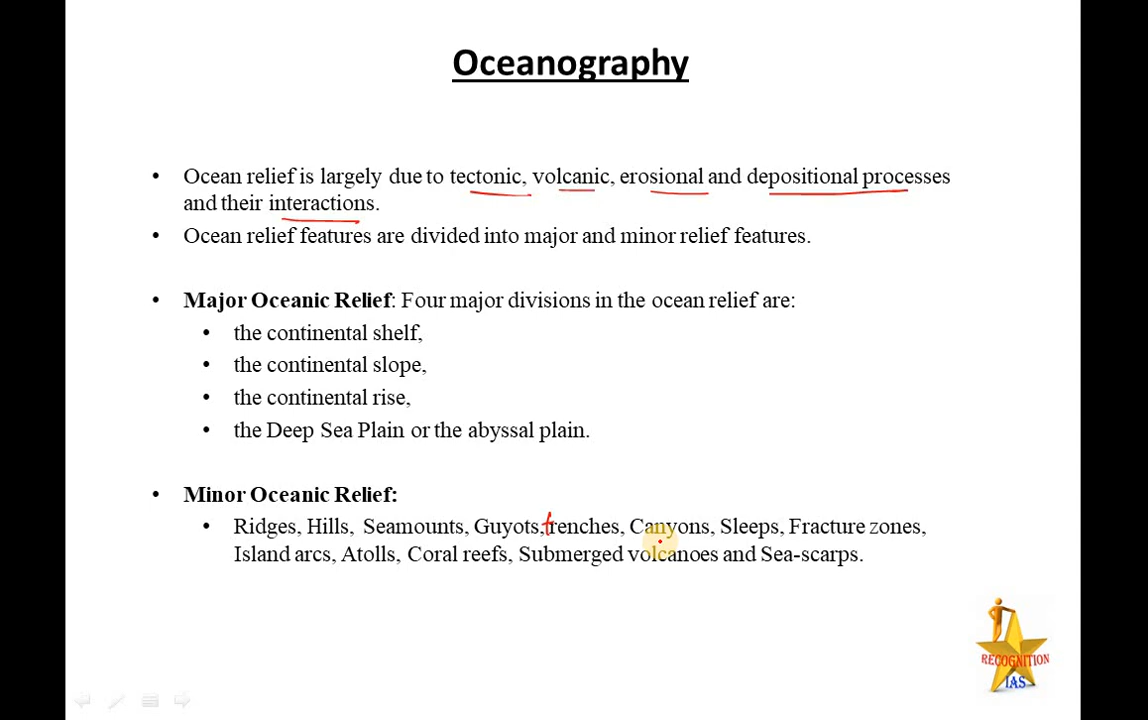 Oceanography
• Ocean relief is largely due to tectonic, volcanic, erosional and depositional processes
and their interactions.
• Ocean relief features are divided into major and minor relief features.
• Major Oceanic Relief: Four major divisions in the ocean relief are:
• the continental shelf,
• the continental slope,
• the continental rise,
• the Deep Sea Plain or the abyssal plain.
• Minor Oceanic Relief:
• Ridges, Hills, Seamounts, Guyots,trenches, Canyons, Sleeps, Fracture zones,
Island arcs, Atolls, Coral reefs, Submerged volcanoes and Sea-scarps.
RECOGNITION
IAS